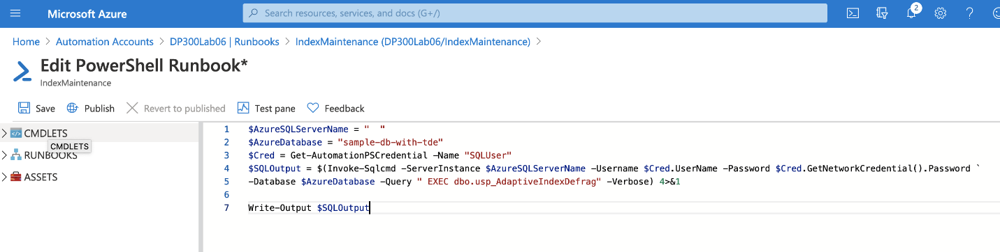 Microsoft Azure
Search resources, services, and docs (G+/)
2
?
Home > Automation Accounts > DP300Lab06 | Runbooks > IndexMaintenance (DP300Lab06/IndexMaintenance) >
Edit PowerShell Runbook*
IndexMaintenance
Save Publish Revert to published Test pane Feedback
> CMDLETS
CMDLETS
> RUNBOOKS
> ASSETS
1 $AzureSQLServerName = "  "
2 $AzureDatabase = "sample-db-with-tde"
3 $Cred = Get-AutomationPSCredential –Name "SQLUser"
4 $SQLOutput = $(Invoke-Sqlcmd –ServerInstance $AzureSQLServerName –Username $Cred.UserName –Password $Cred.GetNetworkCredential().Password `
5 –Database $AzureDatabase –Query " EXEC dbo.usp_AdaptiveIndexDefrag" –Verbose) 4>&1
6
7 Write-Output $SQLOutput